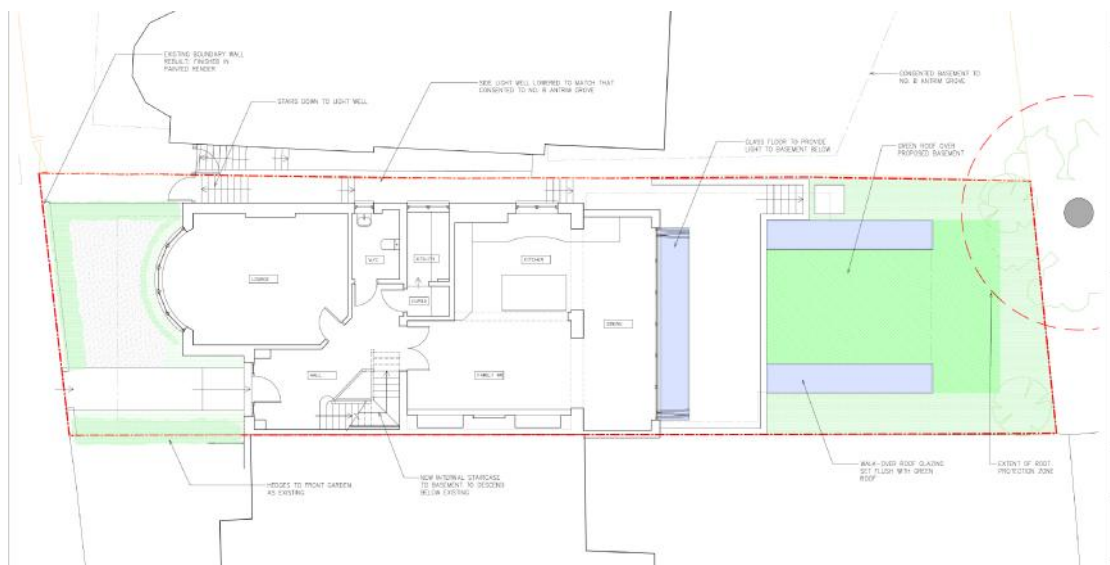 EXISTING BOUNDARY WALL
REBUILT; FINISHED IN
PAINTED RENDER
STAIRS DOWN TO LIGHT WELL
SIDE LIGHT WELL LOWERED TO MATCH THAT
CONSENTED TO NO. 8 ANTRIM GROVE
CONSENTED BASEMENT TO
NO. 8 ANTRIM GROVE
GLASS FLOOR TO PROVIDE
LIGHT TO BASEMENT BELOW
GREEN ROOF OVER
PROPOSED BASEMENT
LOUNGE
W/C
UTILITY
KITCHEN
DINING
HALL
FAMILY RM
HEDGES TO FRONT GARDEN
AS EXISTING
NEW INTERNAL STAIRCASE
TO BASEMENT TO DESCEND
BELOW EXISTING
WALK-OVER ROOF GLAZING
SET FLUSH WITH GREEN
ROOF
EXTENT OF ROOT
PROTECTION ZONE